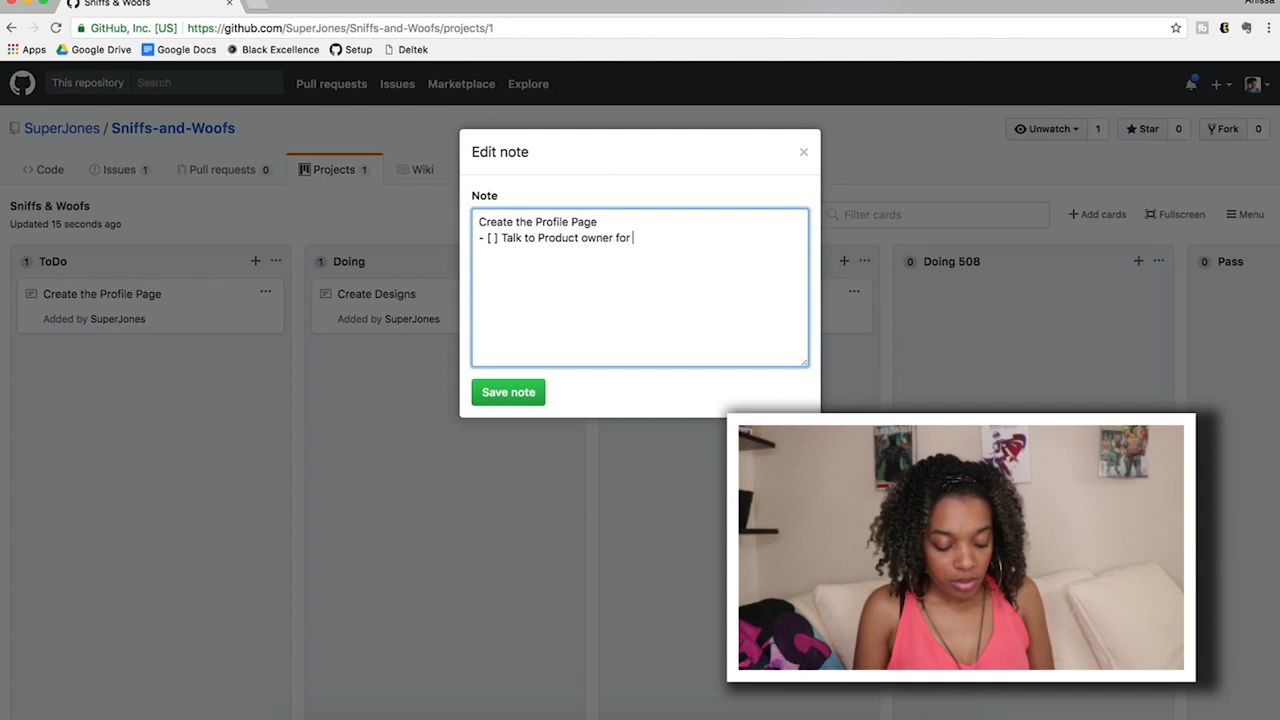 Sniffs & Woofs
Anissa
GitHub, Inc. [US] https://github.com/SuperJones/Sniffs-and-Woofs/projects/1
Apps Google Drive Google Docs Black Excellence Setup Deltek
This repository Search Pull requests Issues Marketplace Explore
SuperJones / Sniffs-and-Woofs
Unwatch 1 Star 0 Fork 0
Code Issues 1 Pull requests 0 Projects 1 Wiki
Sniffs & Woofs
Updated 15 seconds ago
Filter cards Add cards Fullscreen Menu
Edit note
Note
Create the Profile Page
- [ ] Talk to Product owner for
Save note
1 ToDo
Create the Profile Page
Added by SuperJones
1 Doing
Create Designs
Added by SuperJones
0 Doing 508
0 Pass